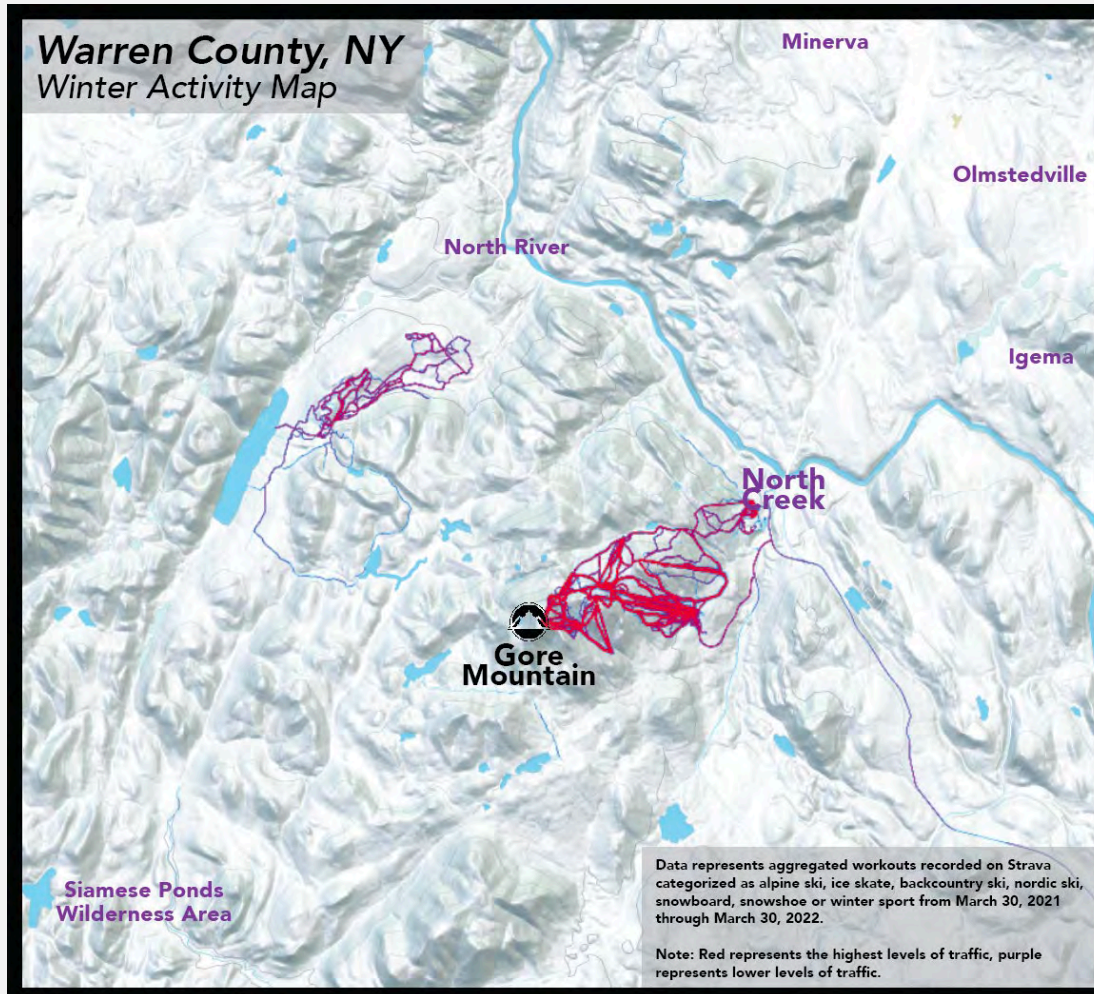 Warren County, NY
Winter Activity Map
Minerva
Olmstedville
North River
Igema
North
Creek
Gore
Mountain
Siamese Ponds
Wilderness Area
Data represents aggregated workouts recorded on Strava
categorized as alpine ski, ice skate, backcountry ski, nordic ski,
snowboard, snowshoe or winter sport from March 30, 2021
through March 30, 2022.
Note: Red represents the highest levels of traffic, purple
represents lower levels of traffic.